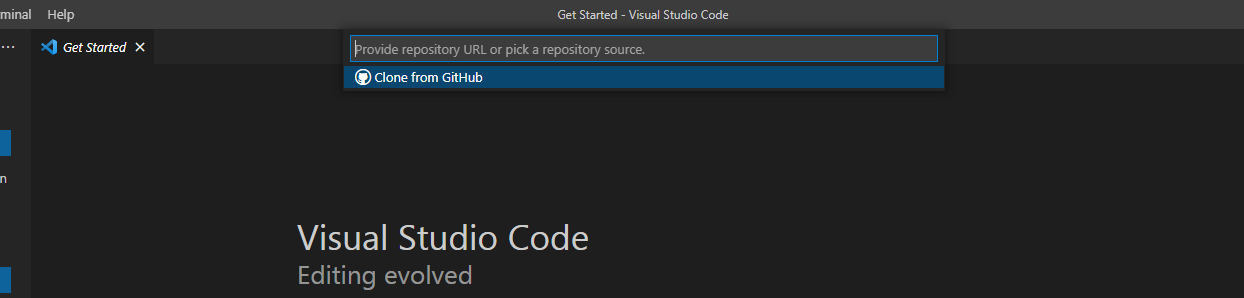 minal Help Get Started - Visual Studio Code
Provide repository URL or pick a repository source.
... Get Started
Clone from GitHub
n
Visual Studio Code
Editing evolved